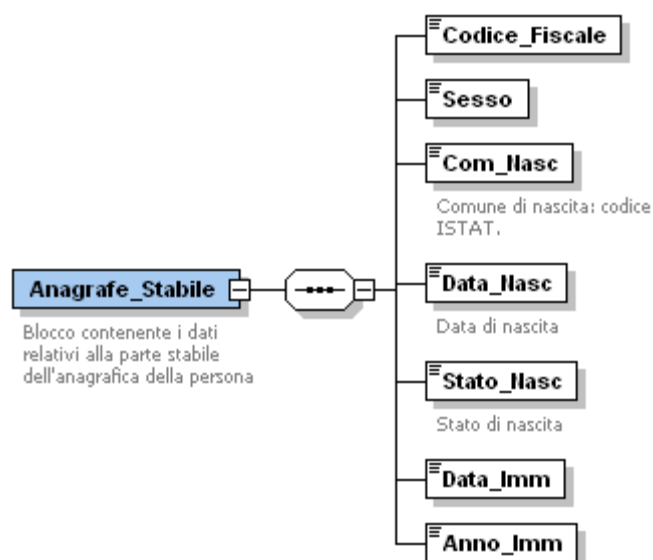 Codice_Fiscale
Sesso
Com_Nasc
Comune di nascita: codice
ISTAT.
Anagrafe_Stabile
Blocco contenente i dati
relativi alla parte stabile
dell'anagrafica della persona
Data_Nasc
Data di nascita
Stato_Nasc
Stato di nascita
Data_Imm
Anno_Imm